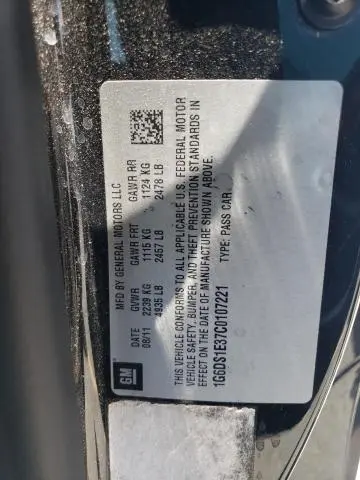 GM
MFD BY GENERAL MOTORS LLC
DATE GVWR GAWR FRT GAWR RR
08/11 2239 KG 1115 KG 1124 KG
4935 LB 2457 LB 2478 LB
THIS VEHICLE CONFORMS TO ALL APPLICABLE U.S. FEDERAL MOTOR
VEHICLE SAFETY, BUMPER, AND THEFT PREVENTION STANDARDS IN
EFFECT ON THE DATE OF MANUFACTURE SHOWN ABOVE.
1G6DS1E37C0107221 TYPE: PASS CAR